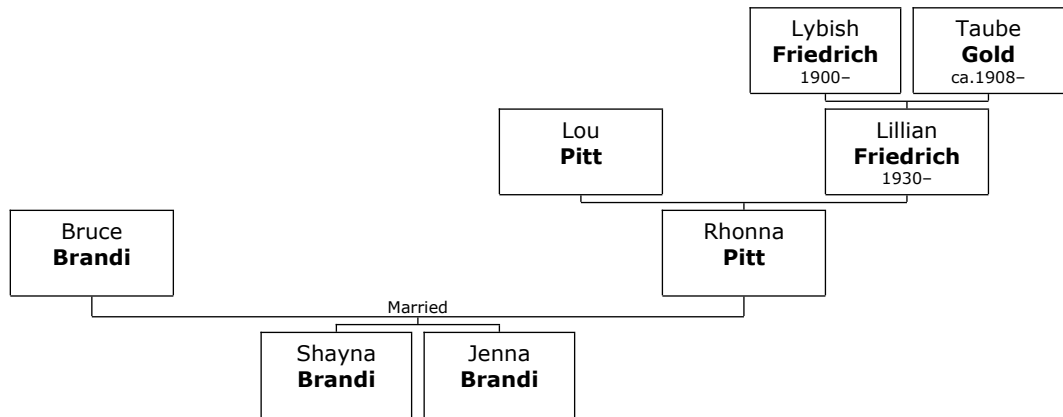 Lybish
Friedrich
1900–
Taube
Gold
ca.1908–
Lou
Pitt
Lillian
Friedrich
1930–
Bruce
Brandi
Rhonna
Pitt
Married
Shayna
Brandi
Jenna
Brandi